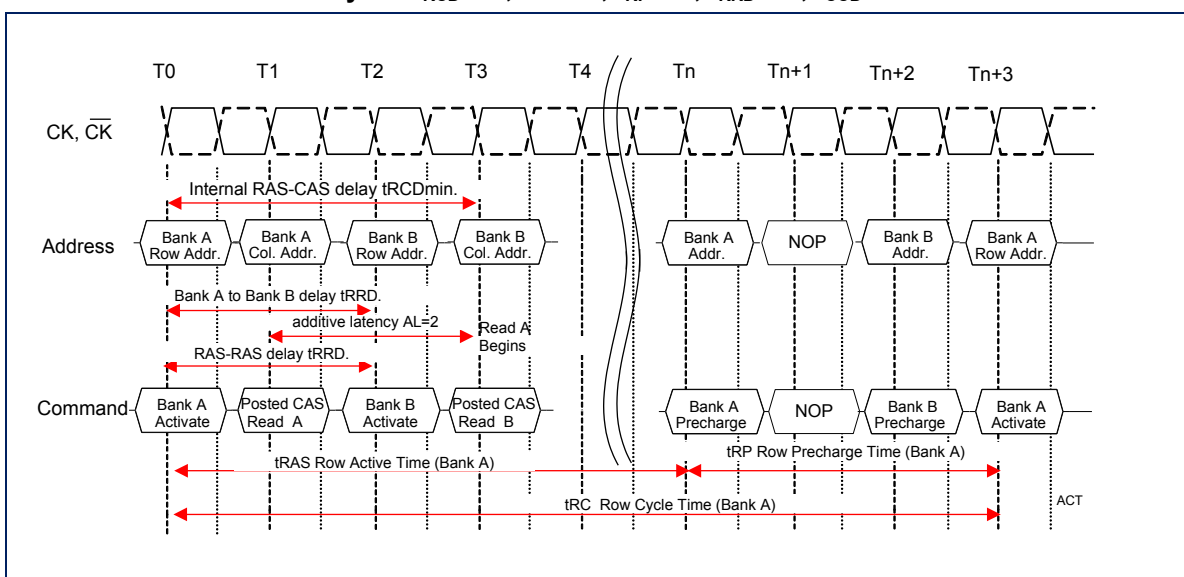 T0 T1 T2 T3 T4 Tn Tn+1 Tn+2 Tn+3
CK, CK
Internal RAS-CAS delay tRCDmin.
Address
Bank A Row Addr.
Bank A Col. Addr.
Bank B Row Addr.
Bank B Col. Addr.
Bank A Addr.
NOP
Bank B Addr.
Bank A Row Addr.
Bank A to Bank B delay tRRD.
additive latency AL=2
Read A Begins
RAS-RAS delay tRRD.
Command
Bank A Activate
Posted CAS Read A
Bank B Activate
Posted CAS Read B
Bank A Precharge
NOP
Bank B Precharge
Bank A Activate
tRAS Row Active Time (Bank A)
tRP Row Precharge Time (Bank A)
tRC Row Cycle Time (Bank A)
ACT